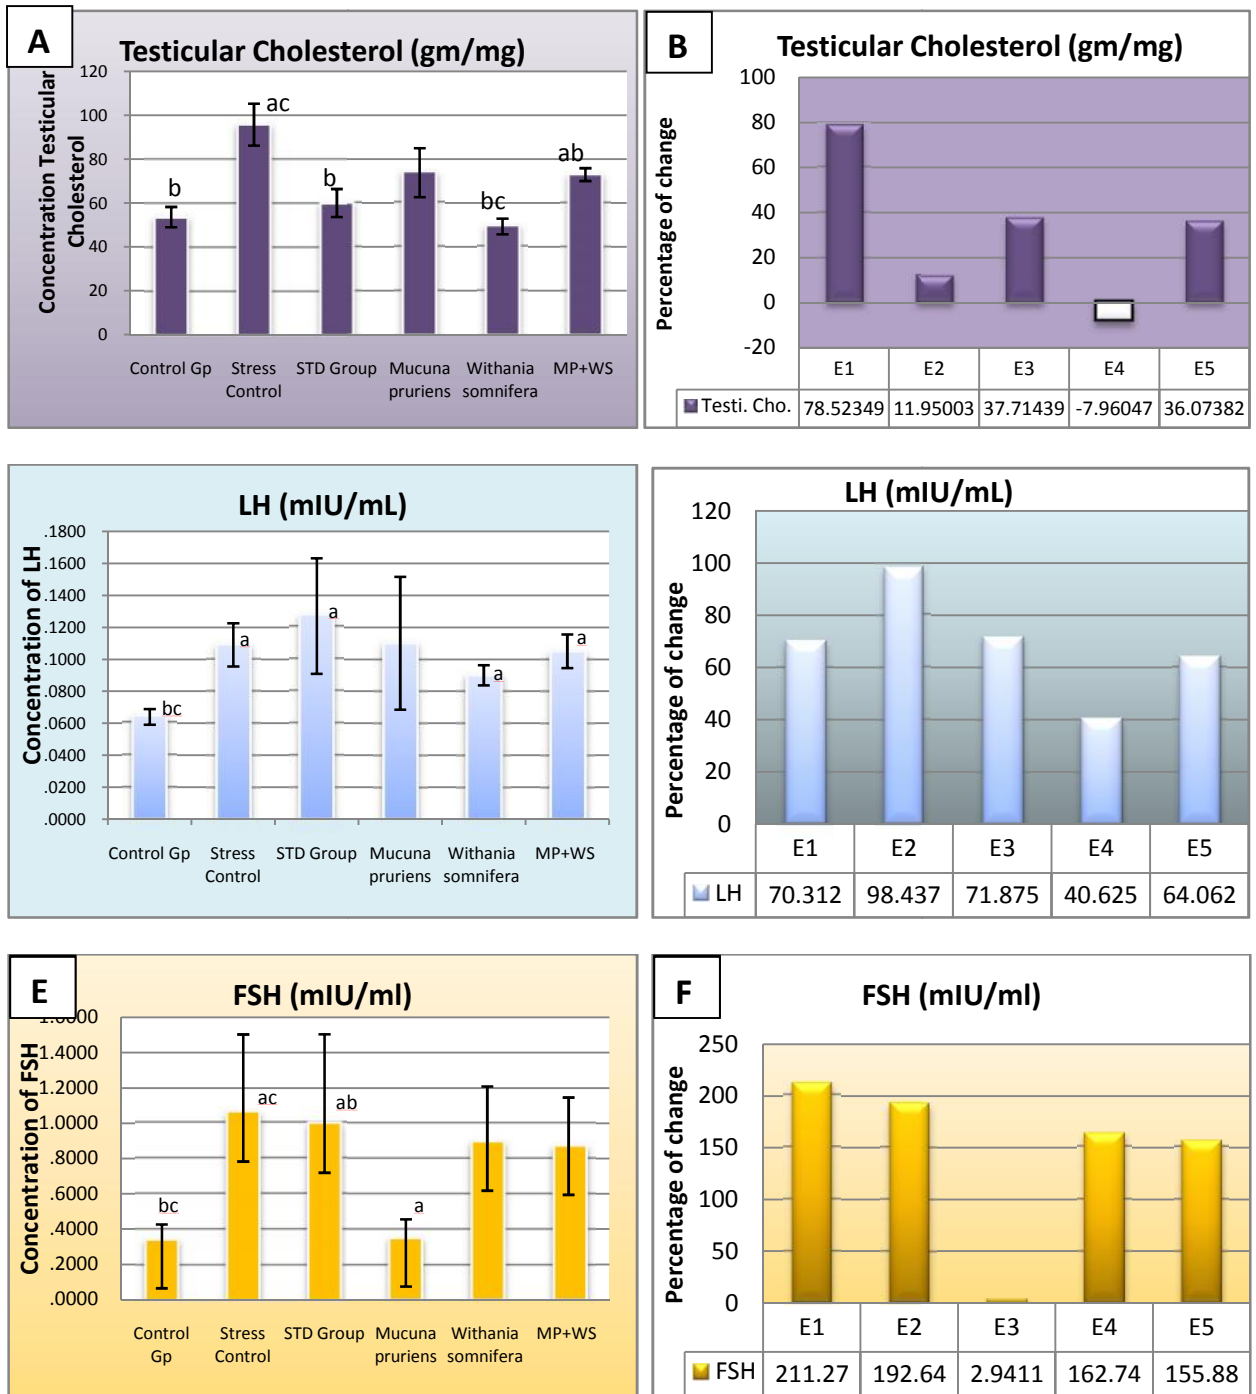 A
Testicular Cholesterol (gm/mg)
Concentration Testicular
Cholesterol
120
100
80
60
40
20
0
b
ac
b
bc
ab
Control Gp
Stress
Control
STD Group
Mucuna
pruriens
Withania
somnifera
MP+WS
B
Testicular Cholesterol (gm/mg)
Percentage of change
100
80
60
40
20
0
-20
E1 E2 E3 E4 E5
Testi. Cho. 78.52349 11.95003 37.71439 -7.96047 36.07382
LH (mIU/mL)
Concentration of LH
.1800
.1600
.1400
.1200
.1000
.0800
.0600
.0400
.0200
.0000
bc
a
a
a
a
Control Gp
Stress
Control
STD Group
Mucuna
pruriens
Withania
somnifera
MP+WS
LH (mIU/mL)
Percentage of change
120
100
80
60
40
20
0
E1 E2 E3 E4 E5
LH 70.312 98.437 71.875 40.625 64.062
E
FSH (mIU/ml)
Concentration of FSH
1.4000
1.2000
1.0000
.8000
.6000
.4000
.2000
.0000
bc
ac
ab
a
Control
Gp
Stress
Control
STD Group
Mucuna
pruriens
Withania
somnifera
MP+WS
F
FSH (mIU/ml)
Percentage of change
250
200
150
100
50
0
E1 E2 E3 E4 E5
FSH 211.27 192.64 2.9411 162.74 155.88